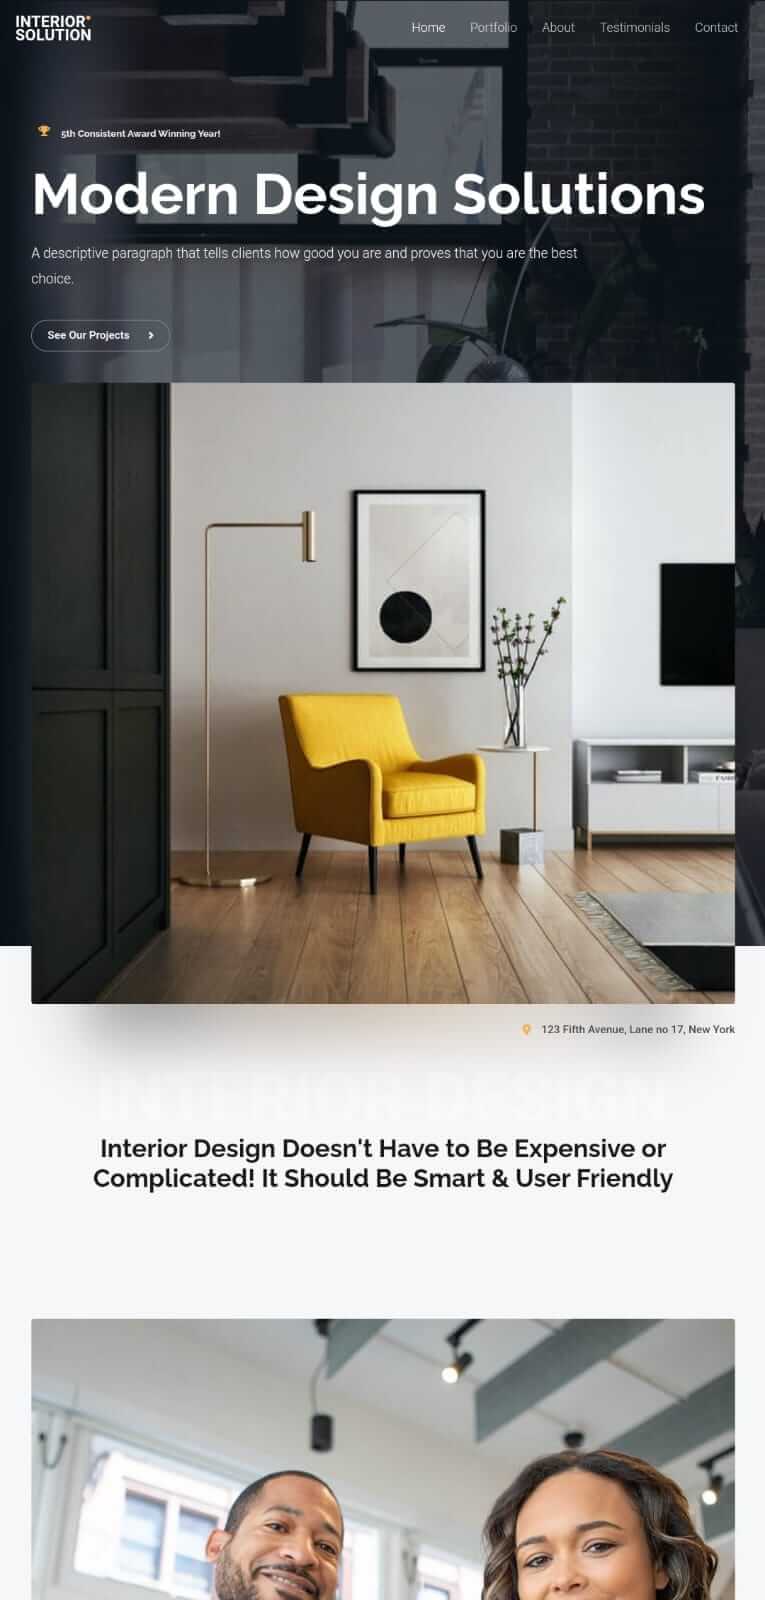 INTERIOR
SOLUTION
Home
Portfolio
About
Testimonials
Contact
5th Consistent Award Winning Year!
Modern Design Solutions
A descriptive paragraph that tells clients how good you are and proves that you are the best
choice.
See Our Projects
123 Fifth Avenue, Lane no 17, New York
INTERIOR DESIGN
Interior Design Doesn't Have to Be Expensive or
Complicated! It Should Be Smart & User Friendly